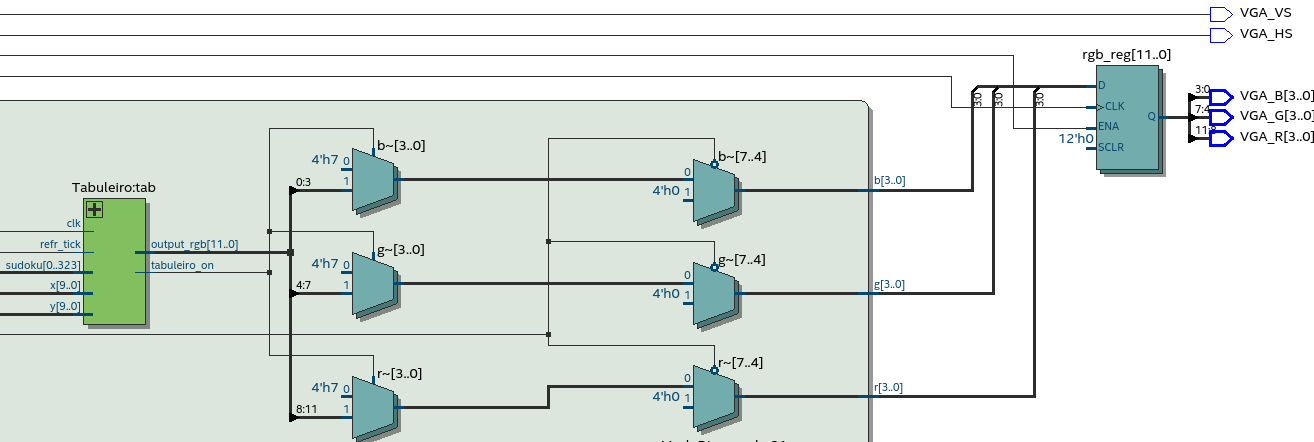 VGA_VS
VGA_HS
rgb_reg[11..0]
D
3:0
3:0
3:0
3:0
VGA_B[3..0]
CLK
7:4
VGA_G[3..0]
Q
ENA
11:8
VGA_R[3..0]
12'h0
SCLR
b~[3..0]
b~[7..4]
4'h7
0
0
1
4'h0
1
0:3
b[3..0]
Tabuleiro:tab
clk
refr_tick
output_rgb[11..0]
sudoku[0..323]
tabuleiro_on
x[9..0]
y[9..0]
g~[3..0]
g~[7..4]
4'h7
0
0
1
4'h0
1
4:7
g[3..0]
r~[3..0]
r~[7..4]
4'h7
0
0
1
4'h0
1
8:11
r[3..0]